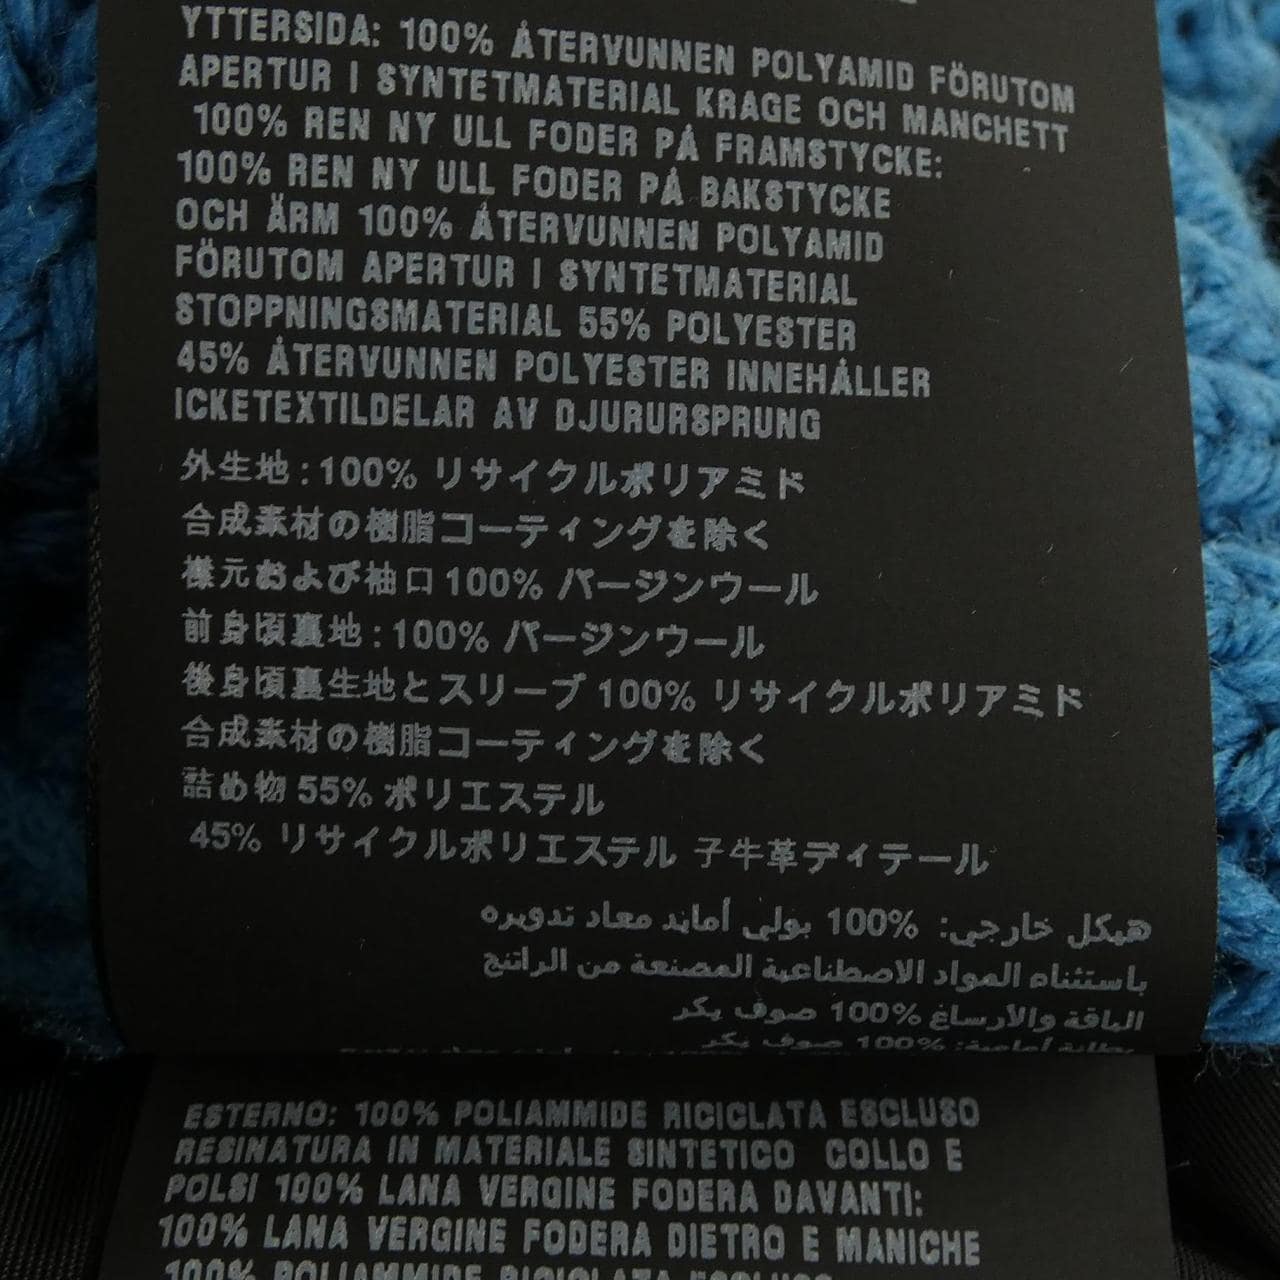 YTTERSIDA: 100% ÅTERVUNNEN POLYAMID FÖRUTOM
APERTUR I SYNTETMATERIAL KRAGE OCH MANCHETT
100% REN NY ULL FODER PÅ FRAMSTYCKE:
100% REN NY ULL FODER PÅ BAKSTYCKE
OCH ÄRM 100% ÅTERVUNNEN POLYAMID
FÖRUTOM APERTUR I SYNTETMATERIAL
STOPPNINGSMATERIAL 55% POLYESTER
45% ÅTERVUNNEN POLYESTER INNEHÅLLER
ICKETEXTILDELAR AV DJURURSPRUNG
外生地：100% リサイクルポリアミド
合成素材の樹脂コーティングを除く
襟元および袖口 100% バージンウール
前身頃裏地：100% バージンウール
後身頃裏生地とスリーブ 100% リサイクルポリアミド
合成素材の樹脂コーティングを除く
詰め物 55% ポリエステル
45% リサイクルポリエステル 子牛革ディテール
هيكل خارجي: 100% بولي أمايد معاد تدويره
باستثناء المواد الاصطناعية المصنعة من الراتنج
الياقة والأرساغ 100% صوف بكر
بطانة أمامية: 100% صوف بكر
ESTERNO: 100% POLIAMMIDE RICICLATA ESCLUSO
RESINATURA IN MATERIALE SINTETICO COLLO E
POLSI 100% LANA VERGINE FODERA DAVANTI:
100% LANA VERGINE FODERA DIETRO E MANICHE
100% POLIAMMIDE RICICLATA ESCLUSO